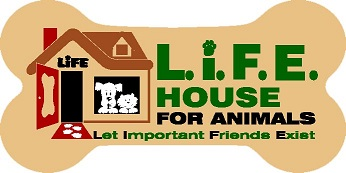 LiFE
L.i.F.E.
HOUSE
FOR ANIMALS
Let Important Friends Exist